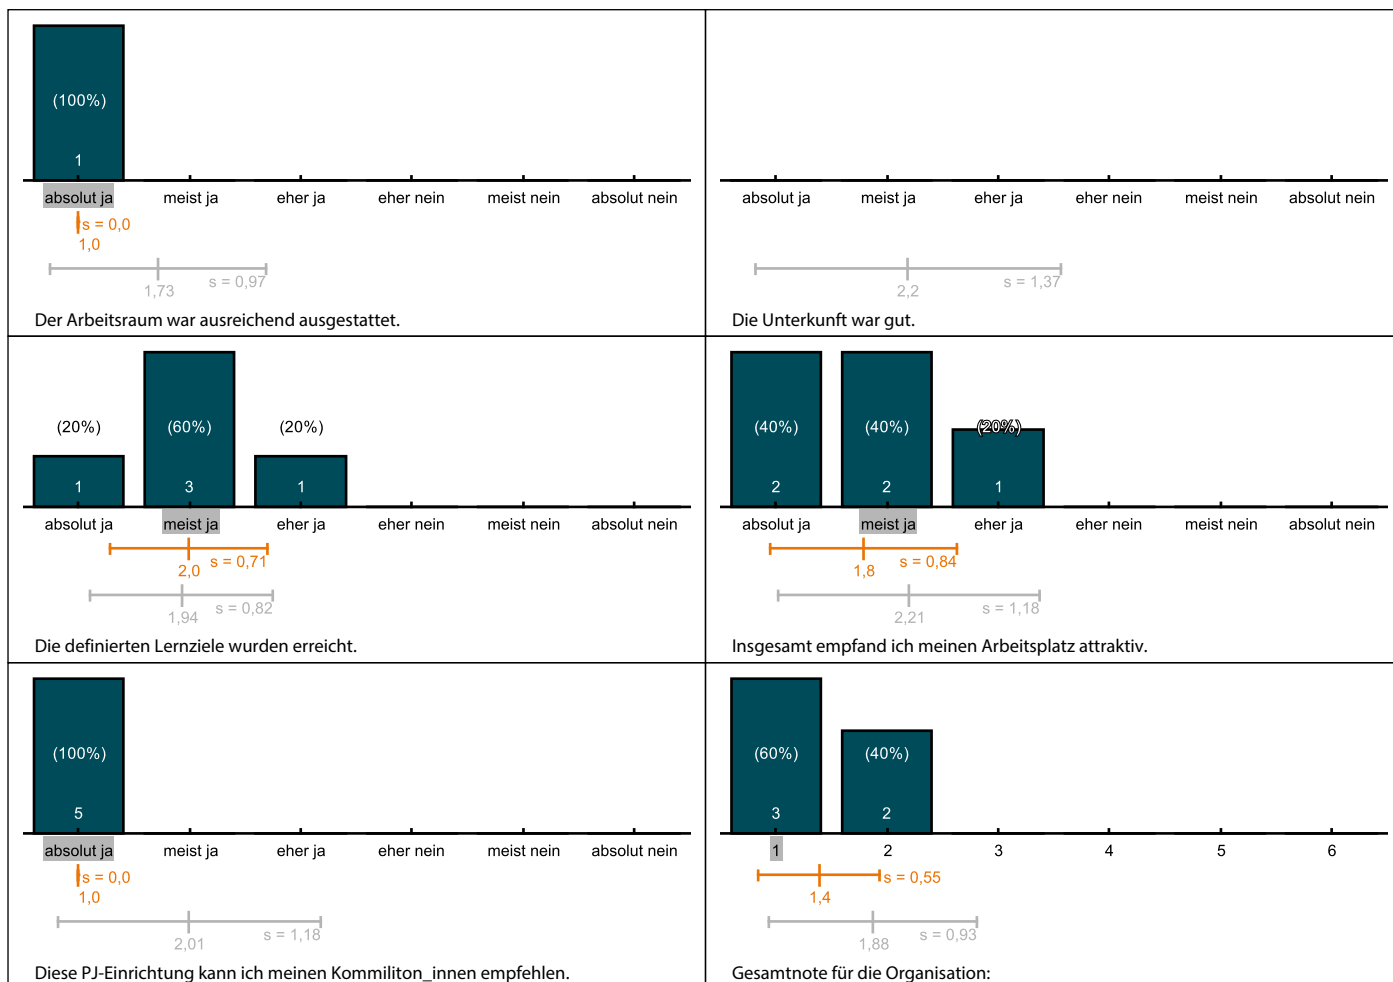 (100%)
1
absolut ja meist ja eher ja eher nein meist nein absolut nein
s = 0,0
1,0
s = 0,97
1,73
Der Arbeitsraum war ausreichend ausgestattet.
absolut ja meist ja eher ja eher nein meist nein absolut nein
s = 1,37
2,2
Die Unterkunft war gut.
(20%) (60%) (20%)
1 3 1
absolut ja meist ja eher ja eher nein meist nein absolut nein
s = 0,71
2,0
s = 0,82
1,94
Die definierten Lernziele wurden erreicht.
(40%) (40%) (20%)
2 2 1
absolut ja meist ja eher ja eher nein meist nein absolut nein
s = 0,84
1,8
s = 1,18
2,21
Insgesamt empfand ich meinen Arbeitsplatz attraktiv.
(100%)
5
absolut ja meist ja eher ja eher nein meist nein absolut nein
s = 0,0
1,0
s = 1,18
2,01
Diese PJ-Einrichtung kann ich meinen Kommiliton_innen empfehlen.
(60%) (40%)
3 2
1 2 3 4 5 6
s = 0,55
1,4
s = 0,93
1,88
Gesamtnote für die Organisation: